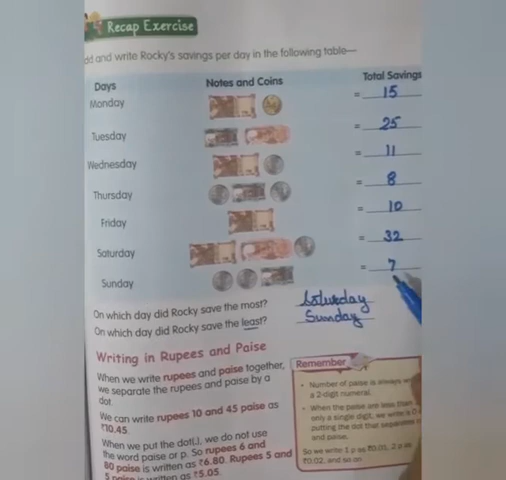 Recap Exercise
dd and write Rocky's savings per day in the following table—
Days Notes and Coins Total Savings
Monday = 15
Tuesday = 25
Wednesday = 11
Thursday = 8
Friday = 10
Saturday = 32
Sunday = 7
On which day did Rocky save the most? Saturday
On which day did Rocky save the least? Sunday
Writing in Rupees and Paise
When we write rupees and paise together,
we separate the rupees and paise by a
dot.
We can write rupees 10 and 45 paise as
₹10.45.
When we put the dot(.), we do not use
the word paise or p. So rupees 6 and
80 paise is written as ₹6.80. Rupees 5 and
5 paise is written as ₹5.05.
Remember
• Number of paise is always
a 2-digit numeral.
• When the paise are less than
only a single digit, we write a 0
putting the dot that separates
and paise.
So we write 1 p as ₹0.01, 2 p as
₹0.02, and so on.